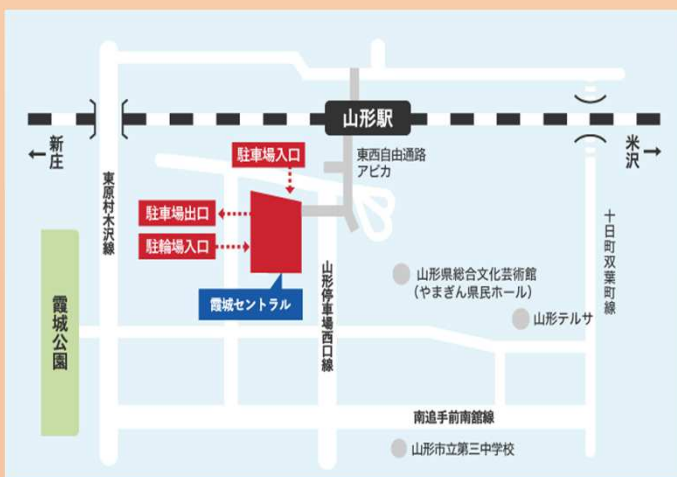 山形駅
←新庄
米沢→
東西自由通路
アピカ
駐車場入口
駐車場出口
駐輪場入口
霞城セントラル
東原村木沢線
山形停車場西口線
十日町双葉町線
霞城公園
山形県総合文化芸術館
（やまぎん県民ホール）
山形テルサ
南追手前南舘線
山形市立第三中学校